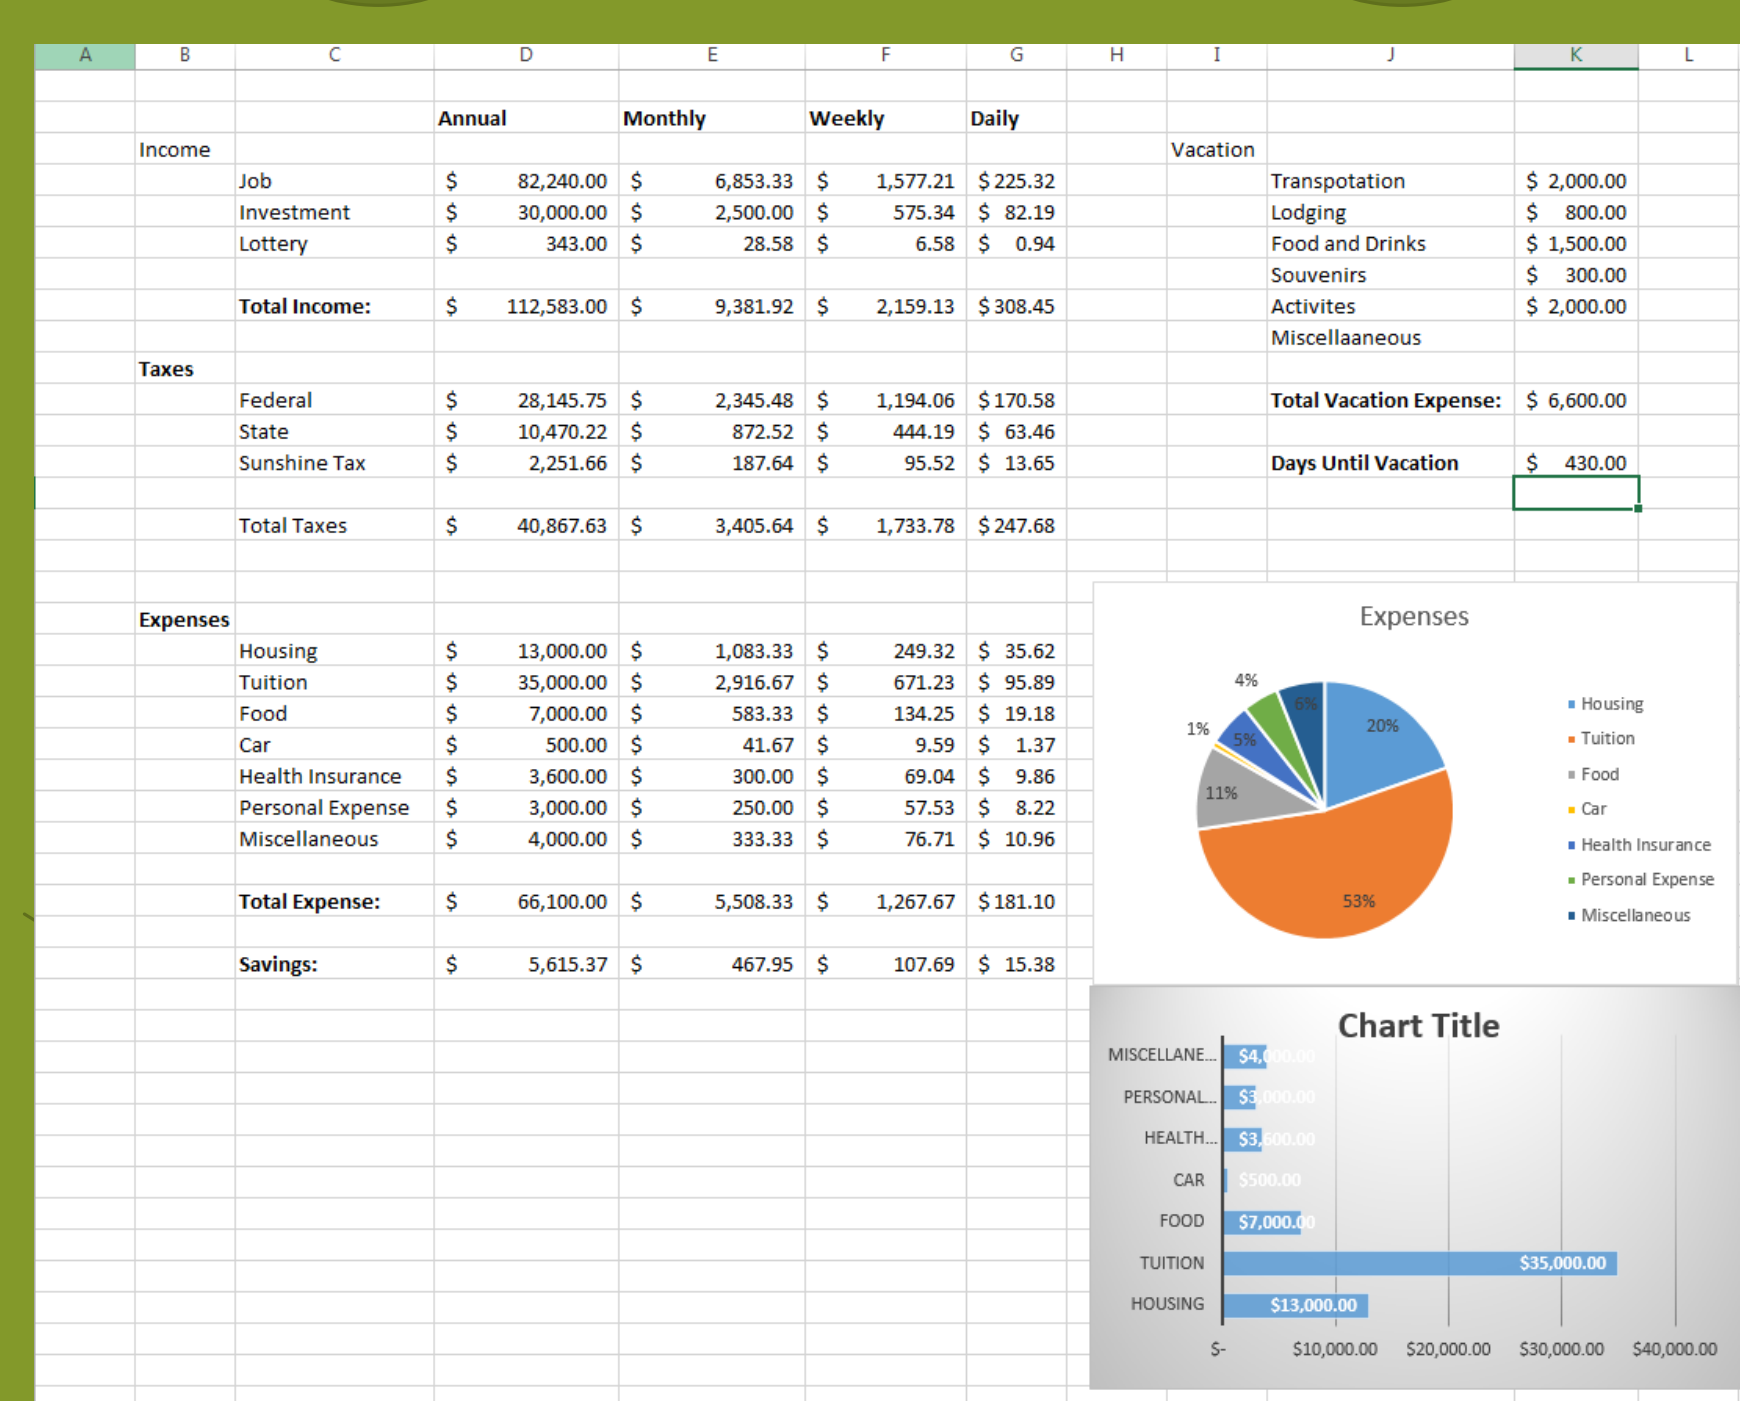 A B C D E F G H I J K L
Annual Monthly Weekly Daily
Income Vacation
Job $ 82,240.00 $ 6,853.33 $ 1,577.21 $ 225.32 Transpotation $ 2,000.00
Investment $ 30,000.00 $ 2,500.00 $ 575.34 $ 82.19 Lodging $ 800.00
Lottery $ 343.00 $ 28.58 $ 6.58 $ 0.94 Food and Drinks $ 1,500.00
Souvenirs $ 300.00
Total Income: $ 112,583.00 $ 9,381.92 $ 2,159.13 $ 308.45 Activites $ 2,000.00
Miscellaaneous
Taxes
Federal $ 28,145.75 $ 2,345.48 $ 1,194.06 $ 170.58 Total Vacation Expense: $ 6,600.00
State $ 10,470.22 $ 872.52 $ 444.19 $ 63.46
Sunshine Tax $ 2,251.66 $ 187.64 $ 95.52 $ 13.65 Days Until Vacation $ 430.00
Total Taxes $ 40,867.63 $ 3,405.64 $ 1,733.78 $ 247.68
Expenses
Housing $ 13,000.00 $ 1,083.33 $ 249.32 $ 35.62
Tuition $ 35,000.00 $ 2,916.67 $ 671.23 $ 95.89
Food $ 7,000.00 $ 583.33 $ 134.25 $ 19.18
Car $ 500.00 $ 41.67 $ 9.59 $ 1.37
Health Insurance $ 3,600.00 $ 300.00 $ 69.04 $ 9.86
Personal Expense $ 3,000.00 $ 250.00 $ 57.53 $ 8.22
Miscellaneous $ 4,000.00 $ 333.33 $ 76.71 $ 10.96
Total Expense: $ 66,100.00 $ 5,508.33 $ 1,267.67 $ 181.10
Savings: $ 5,615.37 $ 467.95 $ 107.69 $ 15.38
Expenses
4%
6%
20%
1%
5%
11%
53%
Housing
Tuition
Food
Car
Health Insurance
Personal Expense
Miscellaneous
Chart Title
MISCELLANE... $4,000.00
PERSONAL... $3,000.00
HEALTH... $3,600.00
CAR $500.00
FOOD $7,000.00
TUITION $35,000.00
HOUSING $13,000.00
$- $10,000.00 $20,000.00 $30,000.00 $40,000.00